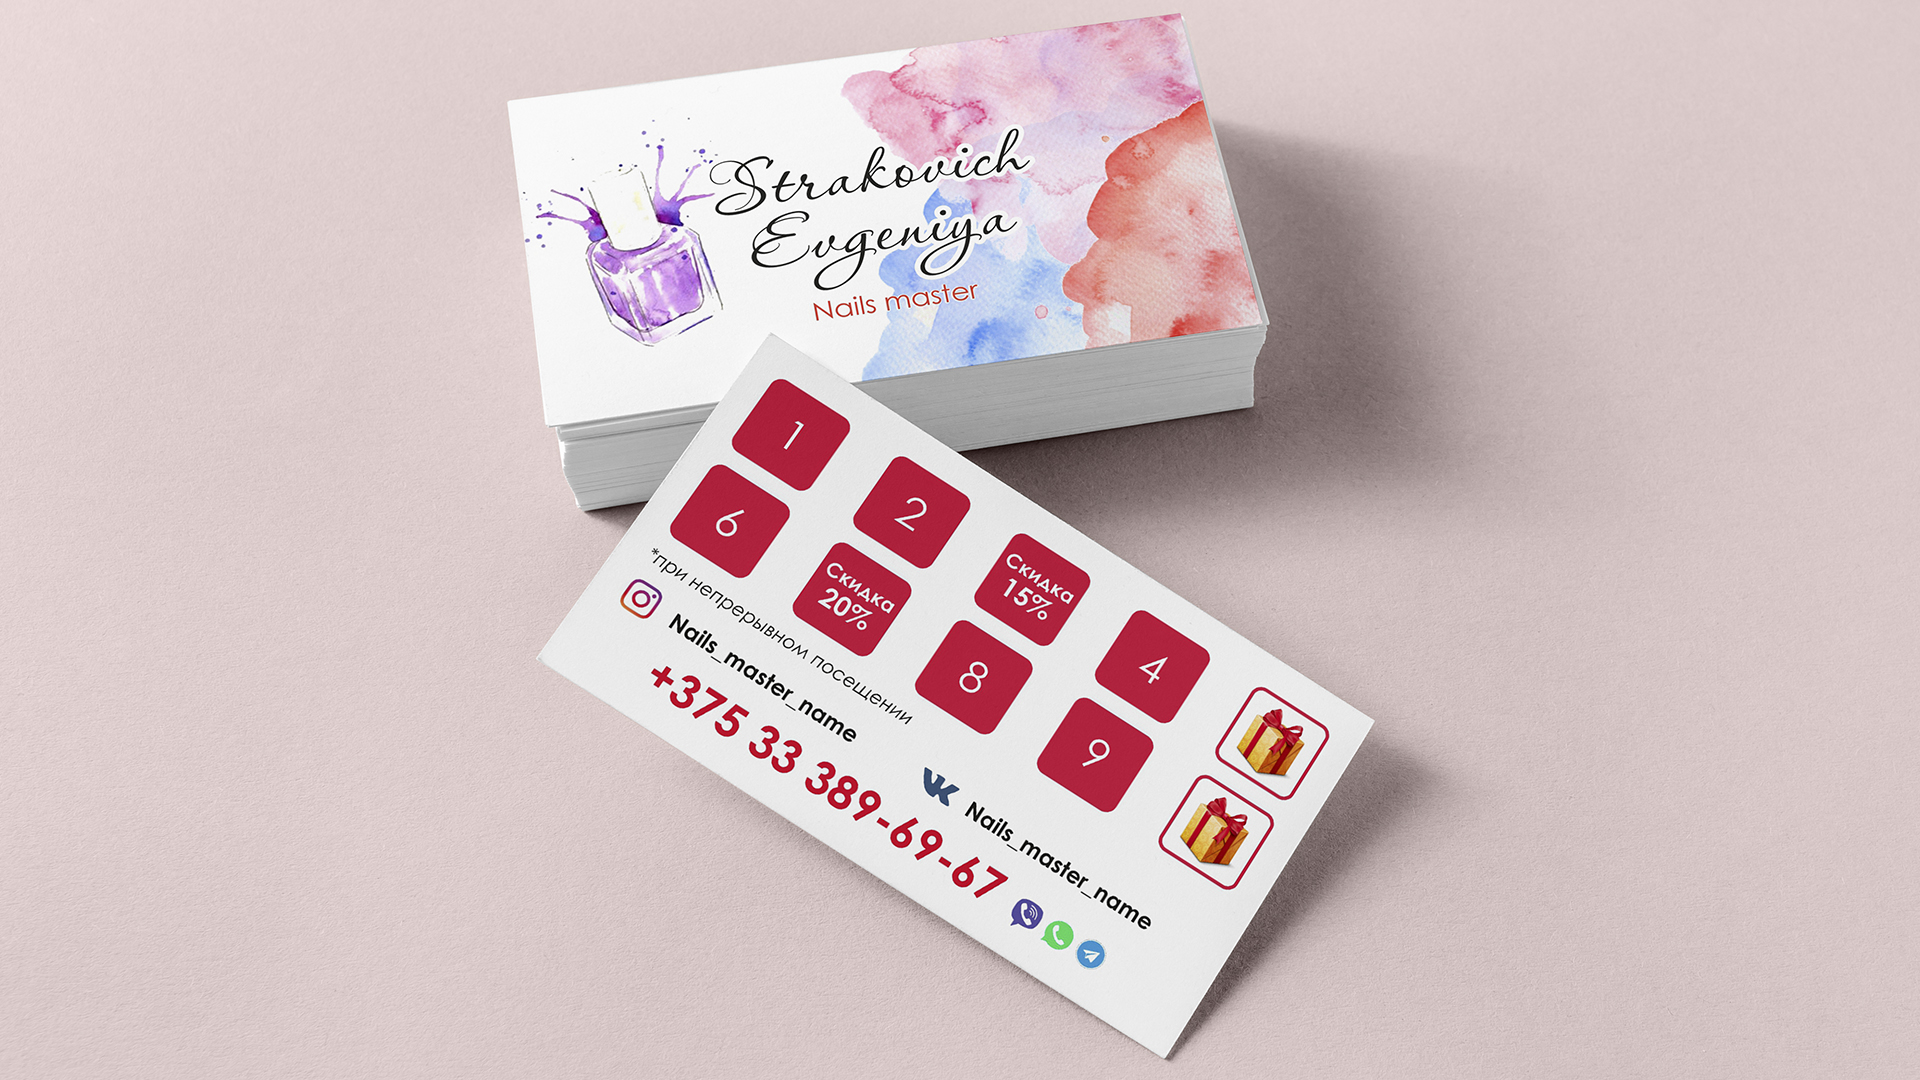 Strakovich
Evgeniya
Nails master
1
2
Скидка
15%
4
6
Скидка
20%
8
9
*при непрерывном посещении
Nails_master_name
Nails_master_name
+375 33 389-69-67